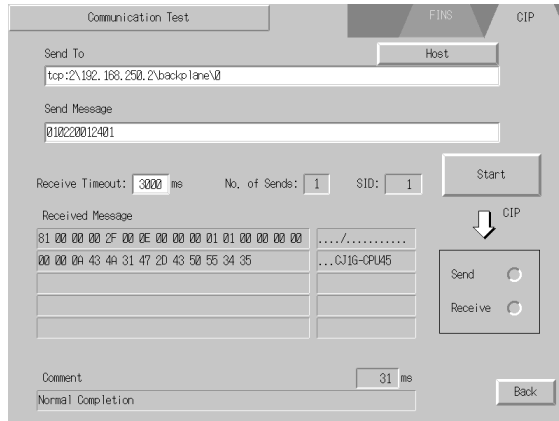 Communication Test
FINS
CIP
Send To
Host
tcp:2\192.168.250.2\backplane\0
Send Message
010220012401
Receive Timeout: 3000 ms No. of Sends: 1 SID: 1
Start
Received Message
CIP
81 00 00 00 2F 00 0E 00 00 00 01 01 00 00 00 00 ..../...........
00 00 0A 43 4A 31 47 2D 43 50 55 34 35 ...CJ1G-CPU45
Send
Receive
Comment
31 ms
Normal Completion
Back